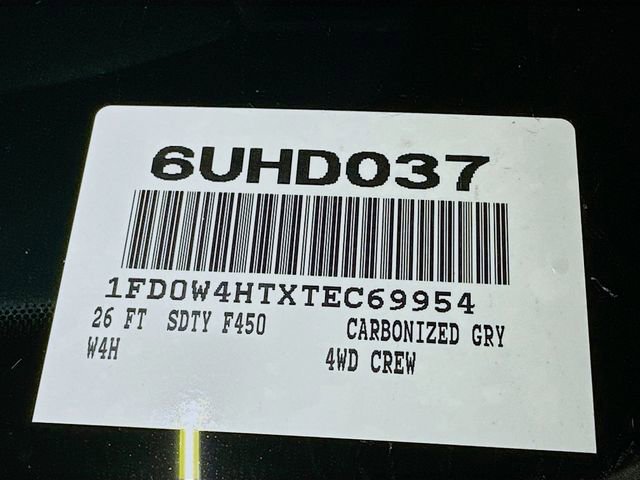 6UHD037
1FD0W4HTXTEC69954
26 FT SDTY F450 CARBONIZED GRY
W4H 4WD CREW